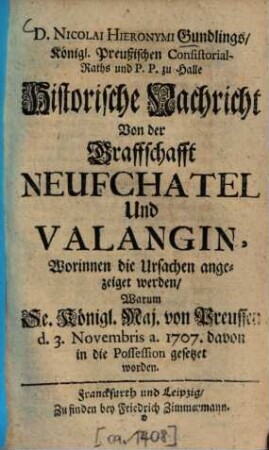 D. NICOLAI HIERONYMI Gundlings/
Königl. Preußischen Consistorial-
Raths und P. P. zu Halle
Historische Nachricht
Von der
Graffschafft
NEUFCHATEL
Und
VALANGIN,
Worinnen die Ursachen ange-
zeiget werden/
Warum
Se. Königl. Maj. von Preussen
d. 3. Novembris a. 1707. davon
in die Possession gesetzet
worden.
Franckfurth und Leipzig/
Zu finden bey Friedrich Zimmermann.
[ca. 1708]